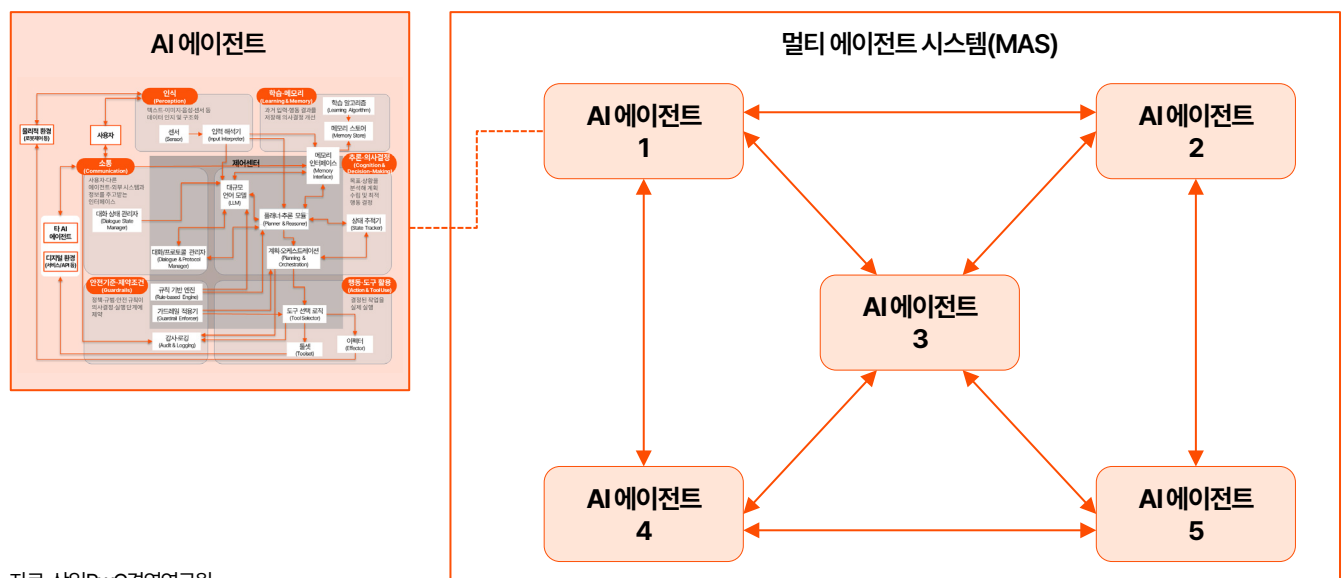 AI 에이전트
인식
(Perception)
텍스트·이미지·음성·센서 등
데이터 인지 및 구조화
센서
(Sensor)
입력 해석기
(Input Interpreter)
학습·메모리
(Learning & Memory)
과거 입력·행동 결과를
저장해 의사결정 개선
학습 알고리즘
(Learning Algorithm)
메모리 스토어
(Memory Store)
물리적 환경
(로봇제어 등)
사용자
소통
(Communication)
사용자·다른
에이전트·외부 시스템과
정보를 주고받는
인터페이스
대화 상태 관리자
(Dialogue State
Manager)
타 AI
에이전트
디지털 환경
(서비스/API 등)
제어센터
메모리
인터페이스
(Memory
Interface)
추론·의사결정
(Cognition &
Decision-Making)
목표·상황을
분석해 계획
수립 및 최적
행동 결정
대규모
언어 모델
(LLM)
플래너·추론 모듈
(Planner & Reasoner)
상태 추적기
(State Tracker)
대화/프로토콜 관리자
(Dialogue & Protocol
Manager)
계획·오케스트레이션
(Planning &
Orchestration)
안전기준·제약조건
(Guardrails)
정책·규범·안전 규칙이
의사결정·실행 단계에
제약
규칙 기반 엔진
(Rule-based Engine)
가드레일 적용기
(Guardrail Enforcer)
감사·로깅
(Audit & Logging)
행동·도구 활용
(Action & Tool Use)
결정된 작업을
실제 실행
도구 선택 로직
(Tool Selector)
툴셋
(Toolset)
이펙터
(Effector)
멀티 에이전트 시스템(MAS)
AI 에이전트
1
AI 에이전트
2
AI 에이전트
3
AI 에이전트
4
AI 에이전트
5